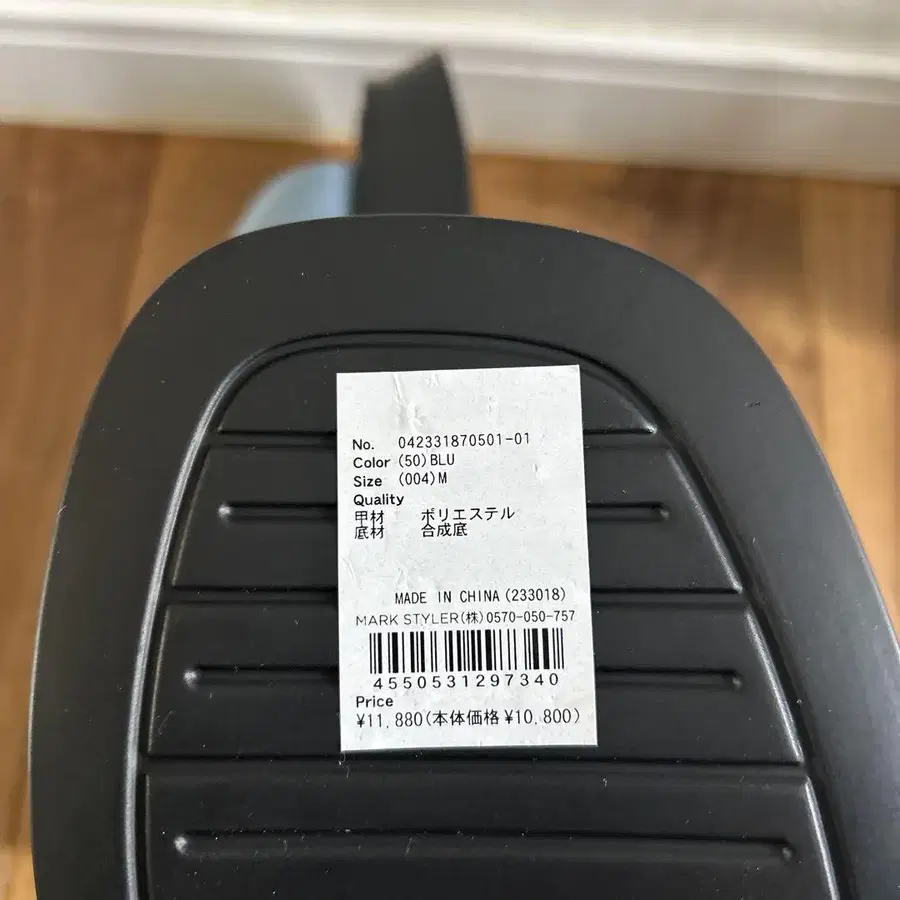 No. 042331870501-01
Color (50)BLU
Size (004)M
Quality
甲材 ポリエステル
底材 合成底
MADE IN CHINA(233018)
MARK STYLER(株)0570-050-757
4550531297340
Price
¥11,880(本体価格¥10,800)